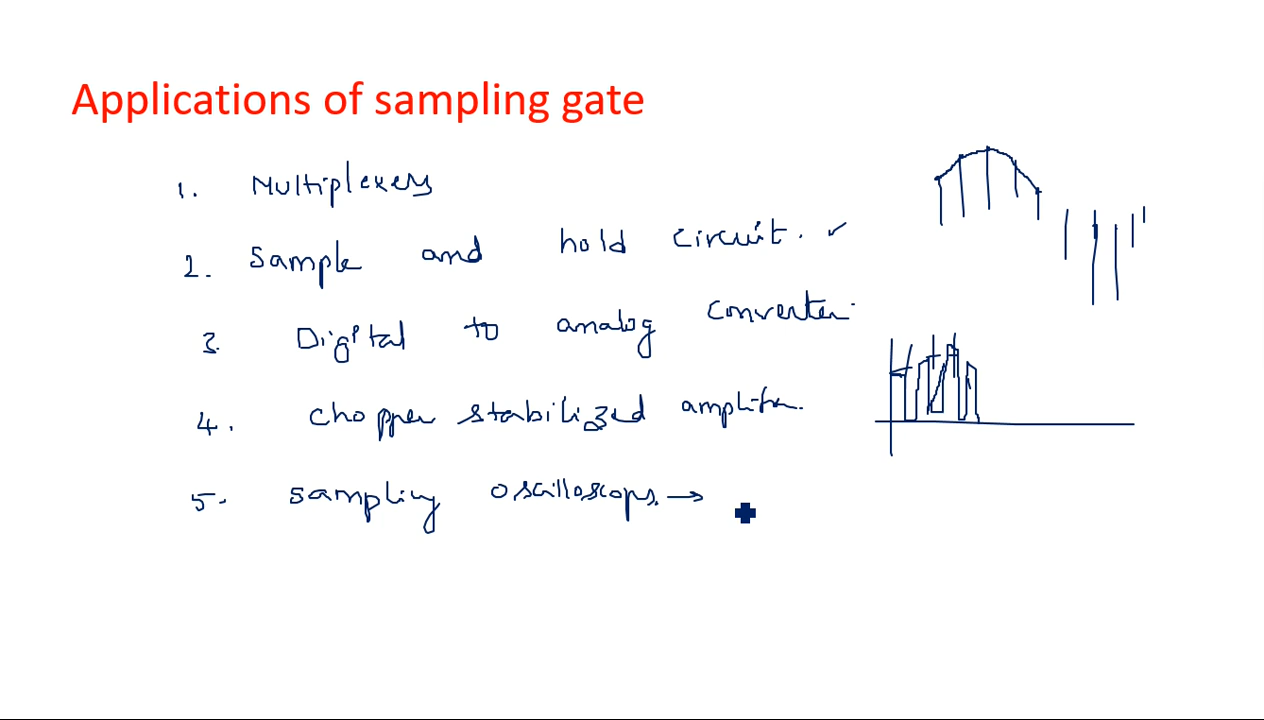 Applications of sampling gate
1. Multiplexers
2. Sample and hold circuit.
3. Digital to analog converter.
4. chopper stabilized amplifier.
5. sampling oscilloscops. →